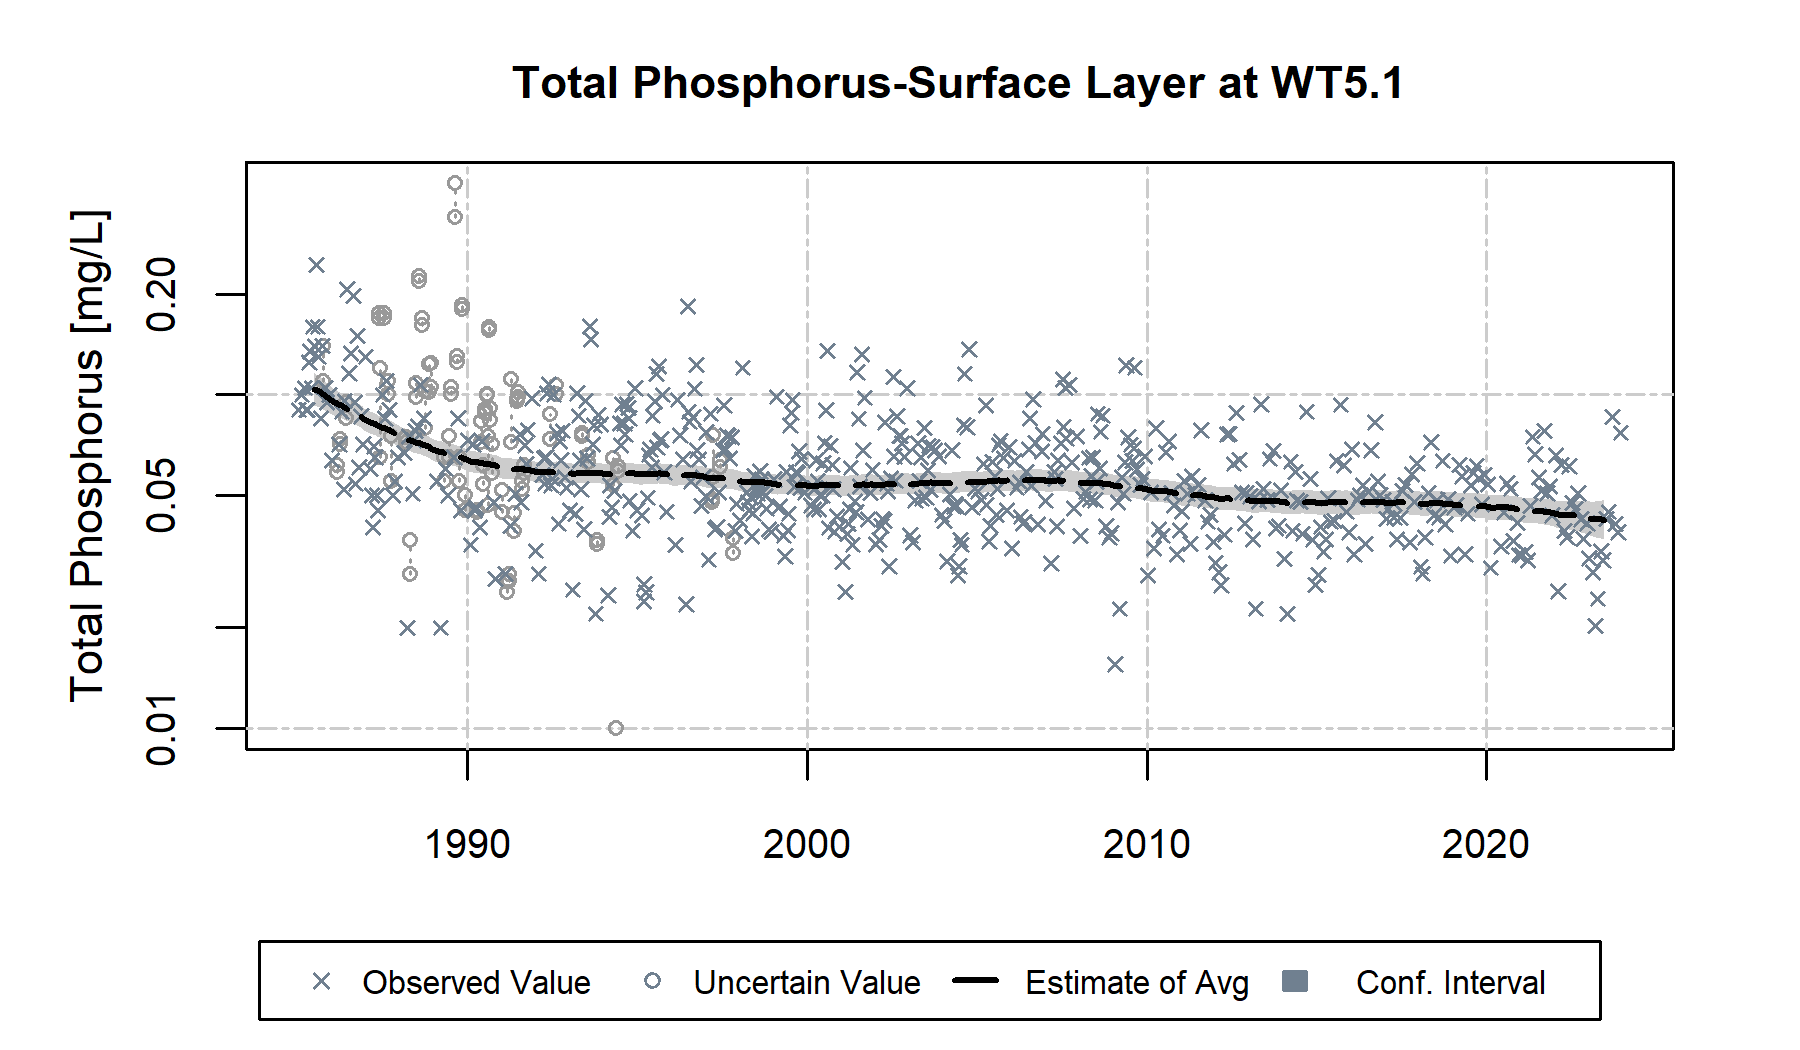 Total Phosphorus-Surface Layer at WT5.1
Total Phosphorus [mg/L]
0.20
0.05
0.01
1990 2000 2010 2020
Observed Value Uncertain Value Estimate of Avg Conf. Interval